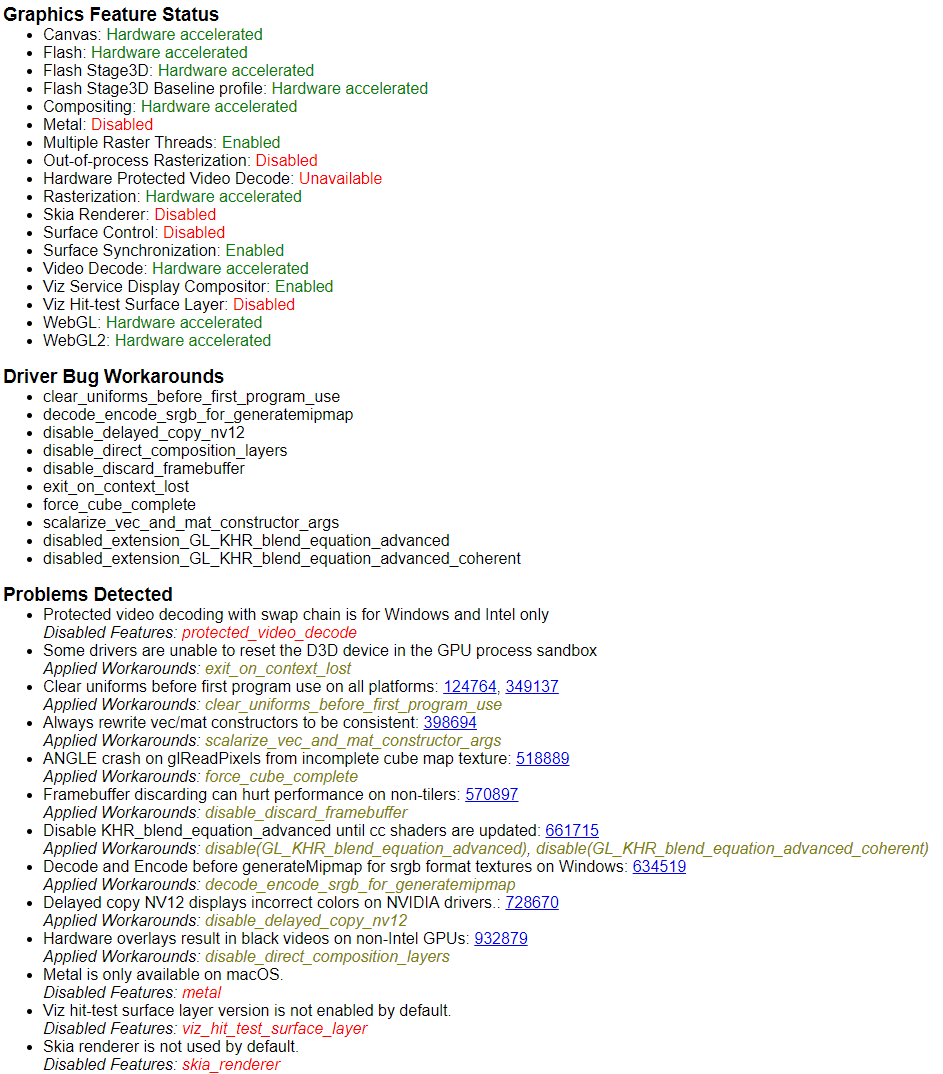 Graphics Feature Status
Canvas: Hardware accelerated
Flash: Hardware accelerated
Flash Stage3D: Hardware accelerated
Flash Stage3D Baseline profile: Hardware accelerated
Compositing: Hardware accelerated
Metal: Disabled
Multiple Raster Threads: Enabled
Out-of-process Rasterization: Disabled
Hardware Protected Video Decode: Unavailable
Rasterization: Hardware accelerated
Skia Renderer: Disabled
Surface Control: Disabled
Surface Synchronization: Enabled
Video Decode: Hardware accelerated
Viz Service Display Compositor: Enabled
Viz Hit-test Surface Layer: Disabled
WebGL: Hardware accelerated
WebGL2: Hardware accelerated
Driver Bug Workarounds
clear_uniforms_before_first_program_use
decode_encode_srgb_for_generatemipmap
disable_delayed_copy_nv12
disable_direct_composition_layers
disable_discard_framebuffer
exit_on_context_lost
force_cube_complete
scalarize_vec_and_mat_constructor_args
disabled_extension_GL_KHR_blend_equation_advanced
disabled_extension_GL_KHR_blend_equation_advanced_coherent
Problems Detected
Protected video decoding with swap chain is for Windows and Intel only
Disabled Features: protected_video_decode
Some drivers are unable to reset the D3D device in the GPU process sandbox
Applied Workarounds: exit_on_context_lost
Clear uniforms before first program use on all platforms: 124764, 349137
Applied Workarounds: clear_uniforms_before_first_program_use
Always rewrite vec/mat constructors to be consistent: 398694
Applied Workarounds: scalarize_vec_and_mat_constructor_args
ANGLE crash on glReadPixels from incomplete cube map texture: 518889
Applied Workarounds: force_cube_complete
Framebuffer discarding can hurt performance on non-tilers: 570897
Applied Workarounds: disable_discard_framebuffer
Disable KHR_blend_equation_advanced until cc shaders are updated: 661715
Applied Workarounds: disable(GL_KHR_blend_equation_advanced), disable(GL_KHR_blend_equation_advanced_coherent)
Decode and Encode before generateMipmap for srgb format textures on Windows: 634519
Applied Workarounds: decode_encode_srgb_for_generatemipmap
Delayed copy NV12 displays incorrect colors on NVIDIA drivers.: 728670
Applied Workarounds: disable_delayed_copy_nv12
Hardware overlays result in black videos on non-Intel GPUs: 932879
Applied Workarounds: disable_direct_composition_layers
Metal is only available on macOS.
Disabled Features: metal
Viz hit-test surface layer version is not enabled by default.
Disabled Features: viz_hit_test_surface_layer
Skia renderer is not used by default.
Disabled Features: skia_renderer